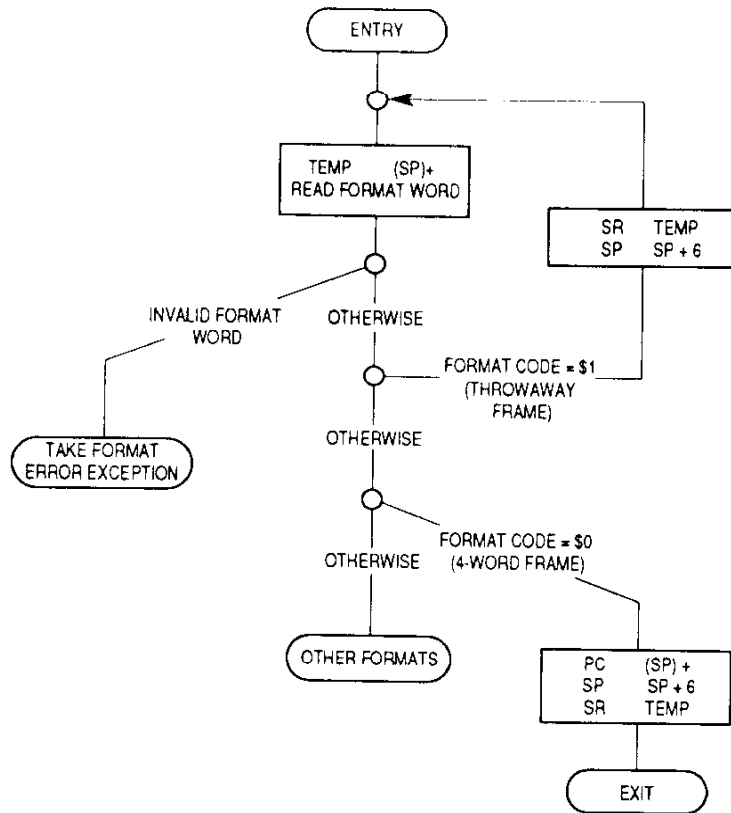 ENTRY
TEMP (SP)+
READ FORMAT WORD
SR TEMP
SP SP + 6
INVALID FORMAT
WORD
OTHERWISE
FORMAT CODE = $1
(THROWAWAY
FRAME)
TAKE FORMAT
ERROR EXCEPTION
OTHERWISE
FORMAT CODE = $0
(4-WORD FRAME)
OTHERWISE
OTHER FORMATS
PC (SP) +
SP SP + 6
SR TEMP
EXIT